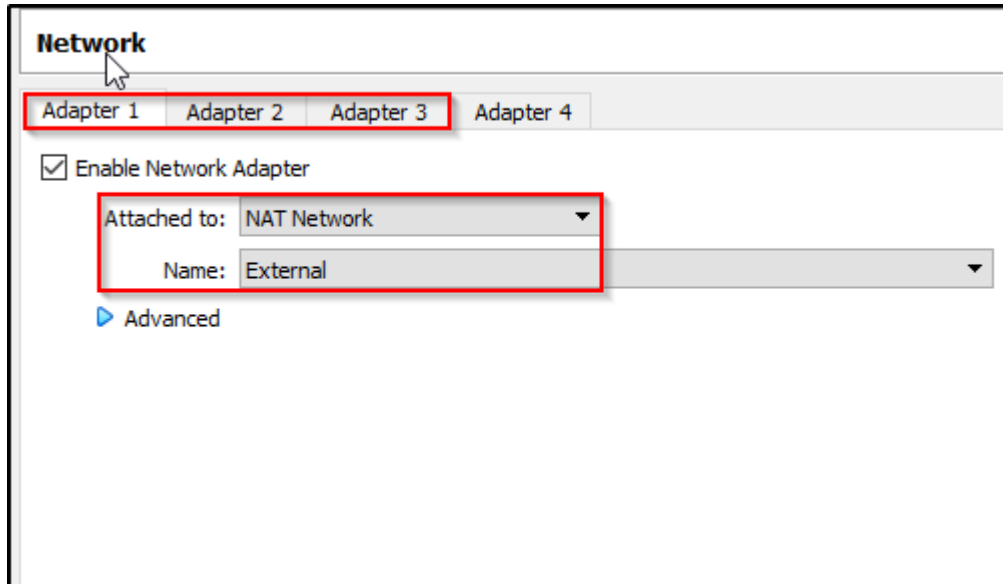 Network
Adapter 1 Adapter 2 Adapter 3 Adapter 4
Enable Network Adapter
Attached to: NAT Network
Name: External
Advanced